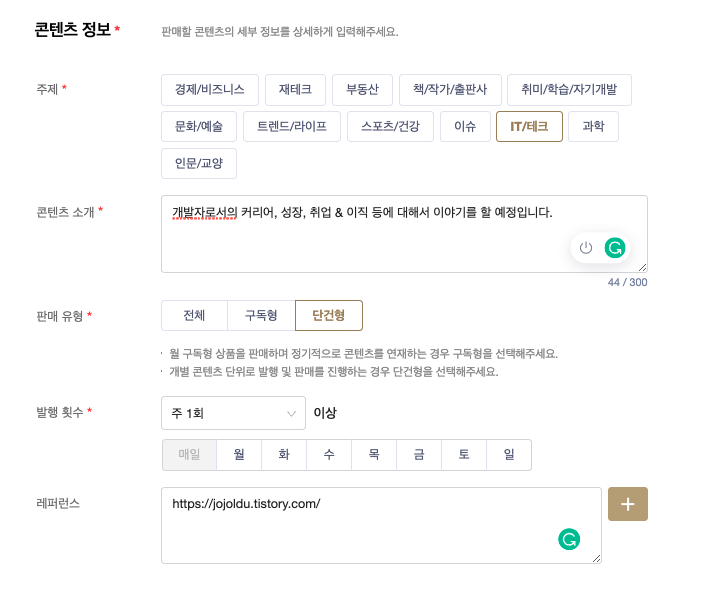 콘텐츠 정보 * 판매할 콘텐츠의 세부 정보를 상세하게 입력해주세요.
주제 * 경제/비즈니스 재테크 부동산 책/작가/출판사 취미/학습/자기개발
문화/예술 트렌드/라이프 스포츠/건강 이슈 IT/테크 과학
인문/교양
콘텐츠 소개 * 개발자로서의 커리어, 성장, 취업 & 이직 등에 대해서 이야기를 할 예정입니다.
44 / 300
판매 유형 * 전체 구독형 단건형
· 월 구독형 상품을 판매하며 정기적으로 콘텐츠를 연재하는 경우 구독형을 선택해주세요.
· 개별 콘텐츠 단위로 발행 및 판매를 진행하는 경우 단건형을 선택해주세요.
발행 횟수 * 주 1회 이상
매일 월 화 수 목 금 토 일
레퍼런스 https://jojoldu.tistory.com/ +